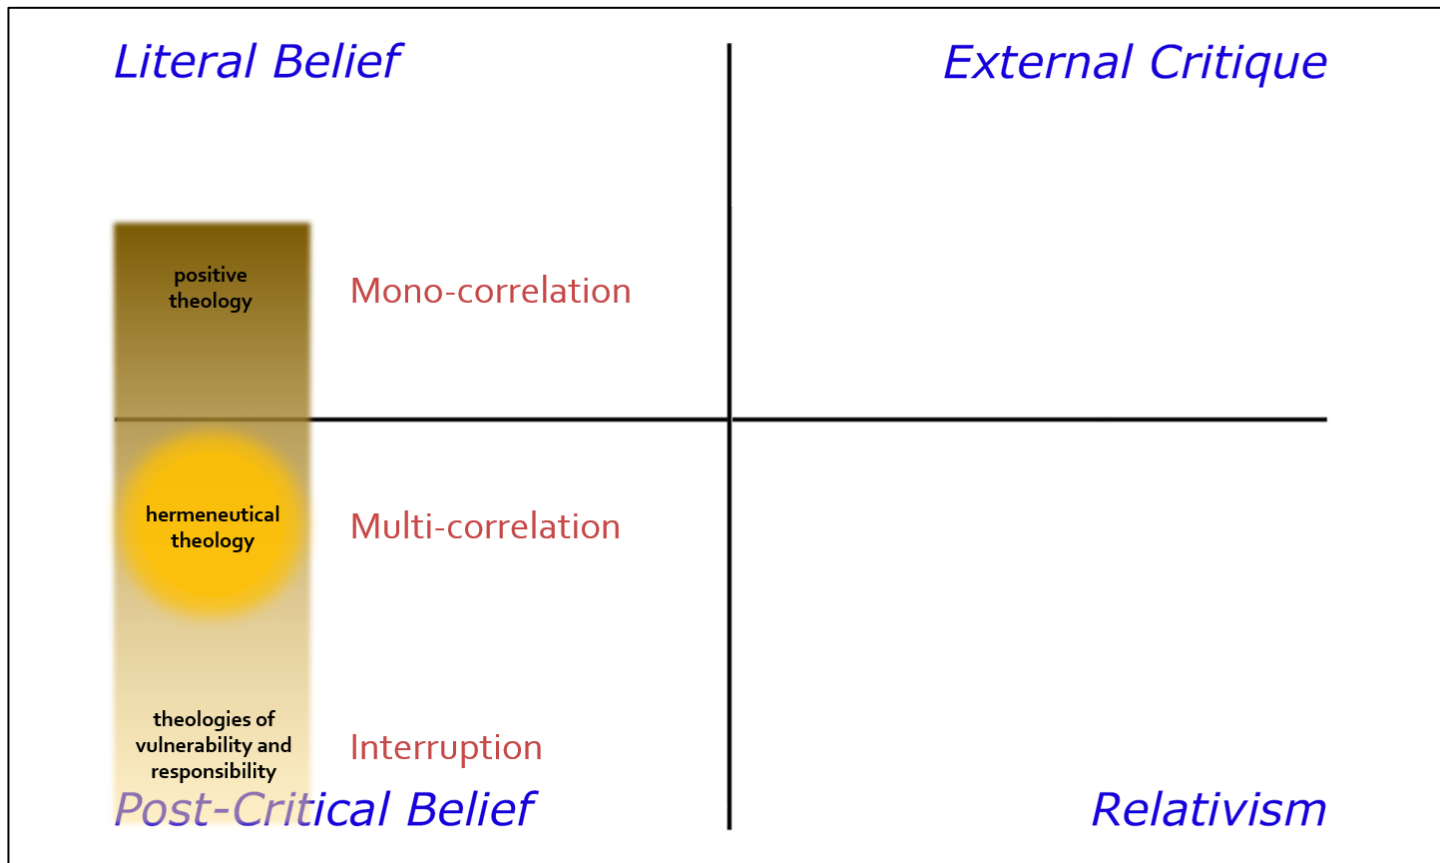 Literal Belief
External Critique
positive
theology
Mono-correlation
hermeneutical
theology
Multi-correlation
theologies of
vulnerability and
responsibility
Interruption
Post-Critical Belief
Relativism